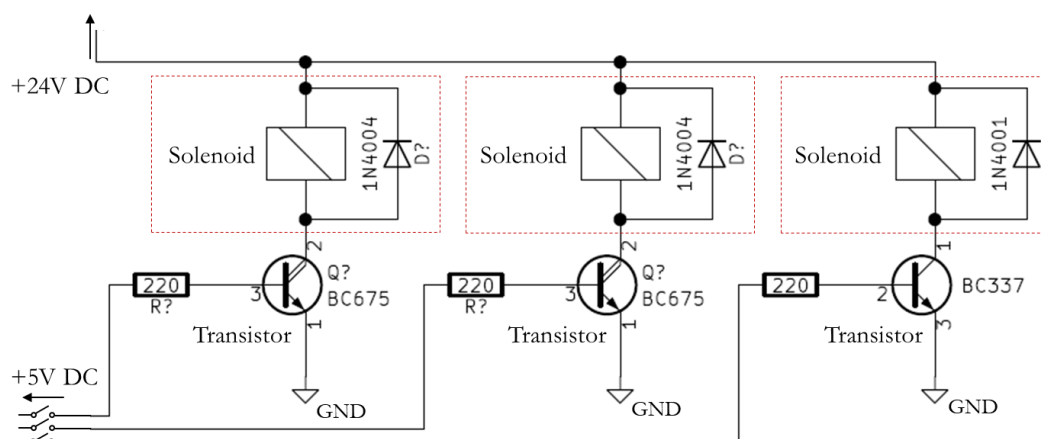 +24V DC
Solenoid
1N4004
D?
Solenoid
1N4004
D?
Solenoid
1N4001
2
Q?
BC675
3
1
220
R?
Transistor
GND
2
Q?
BC675
3
1
220
R?
Transistor
GND
1
BC337
2
3
220
Transistor
GND
+5V DC